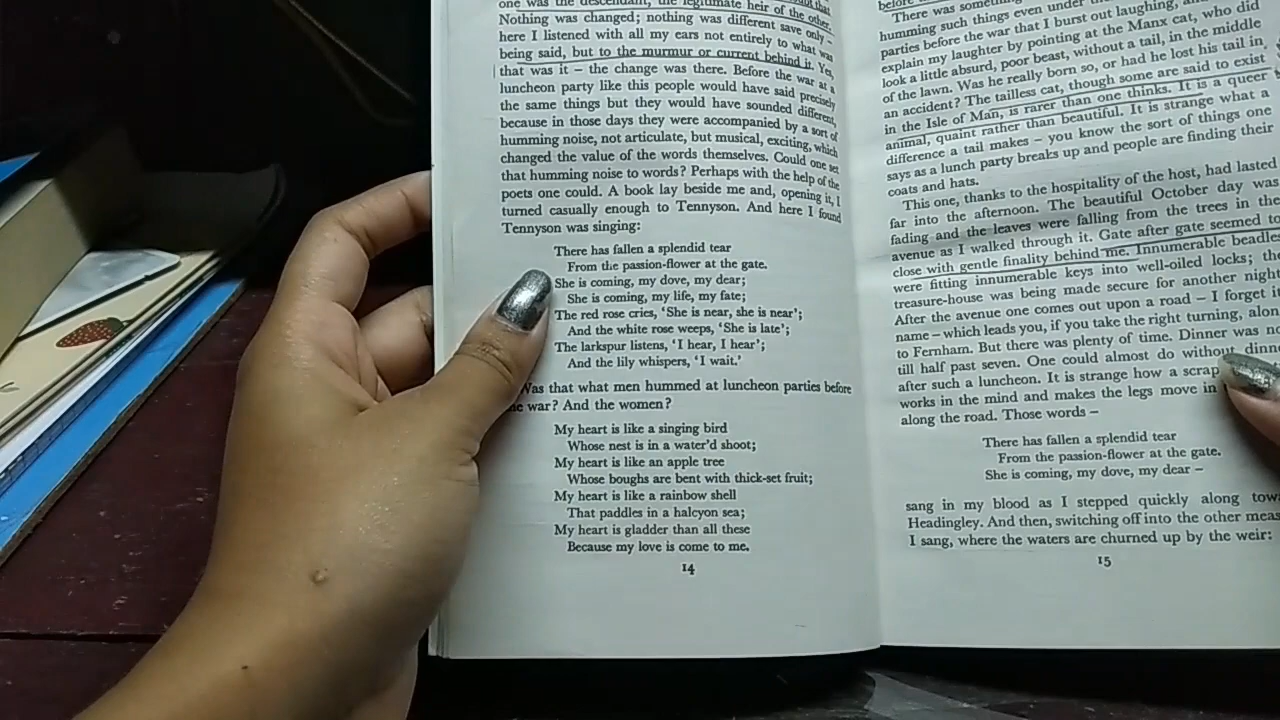 one was the descendant, the legitimate heir of the other.
Nothing was changed; nothing was different save only –
here I listened with all my ears not entirely to what was
being said, but to the murmur or current behind it. Yes,
that was it – the change was there. Before the war at a
luncheon party like this people would have said precisely
the same things but they would have sounded different,
because in those days they were accompanied by a sort of
humming noise, not articulate, but musical, exciting, which
changed the value of the words themselves. Could one set
that humming noise to words? Perhaps with the help of the
poets one could. A book lay beside me and, opening it, I
turned casually enough to Tennyson. And here I found
Tennyson was singing:
There has fallen a splendid tear
From the passion-flower at the gate.
She is coming, my dove, my dear;
She is coming, my life, my fate;
The red rose cries, ‘She is near, she is near’;
And the white rose weeps, ‘She is late’;
The larkspur listens, ‘I hear, I hear’;
And the lily whispers, ‘I wait.’
Was that what men hummed at luncheon parties before
war? And the women?
My heart is like a singing bird
Whose nest is in a water'd shoot;
My heart is like an apple tree
Whose boughs are bent with thick-set fruit;
My heart is like a rainbow shell
That paddles in a halcyon sea;
My heart is gladder than all these
Because my love is come to me.
14
There was
humming such things even under
parties before the war that I burst out laughing,
explain my laughter by pointing at the Manx cat, who did
look a little absurd, poor beast, without a tail, in the middle
of the lawn. Was he really born so, or had he lost his tail in
an accident? The tailless cat, though some are said to exist
in the Isle of Man, is rarer than one thinks. It is a queer
animal, quaint rather than beautiful. It is strange what a
difference a tail makes – you know the sort of things one
says as a lunch party breaks up and people are finding their
coats and hats.
This one, thanks to the hospitality of the host, had lasted
far into the afternoon. The beautiful October day was
fading and the leaves were falling from the trees in the
avenue as I walked through it. Gate after gate seemed to
close with gentle finality behind me. Innumerable beadles
were fitting innumerable keys into well-oiled locks; the
treasure-house was being made secure for another night
After the avenue one comes out upon a road – I forget i
name – which leads you, if you take the right turning, alon
to Fernham. But there was plenty of time. Dinner was no
till half past seven. One could almost do without dinne
after such a luncheon. It is strange how a scrap
works in the mind and makes the legs move in
along the road. Those words –
There has fallen a splendid tear
From the passion-flower at the gate.
She is coming, my dove, my dear –
sang in my blood as I stepped quickly along tow
Headingley. And then, switching off into the other meas
I sang, where the waters are churned up by the weir:
15